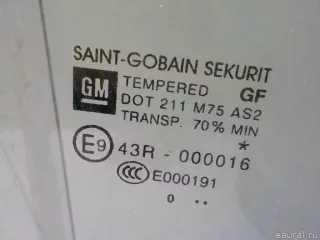 SAINT-GOBAIN SEKURIT
GM TEMPERED GF
DOT 211 M75 AS2
TRANSP. 70% MIN
*
E9 43R - 000016
CCC E000191
0 ..
eaural.ru